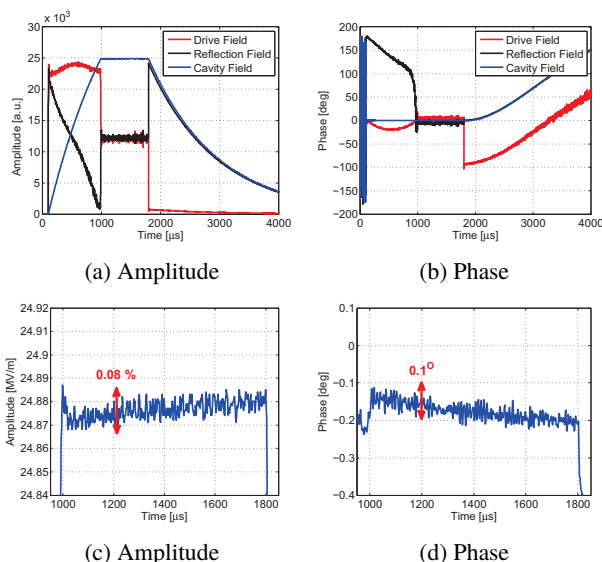 x 10³
25
20
15
10
5
0
0 1000 2000 3000 4000
Amplitude [a.u.]
Time [µs]
Drive Field
Reflection Field
Cavity Field
(a) Amplitude
200
150
100
50
0
-50
-100
-150
-200
0 1000 2000 3000 4000
Phase [deg]
Time [µs]
Drive Field
Reflection Field
Cavity Field
(b) Phase
24.92
24.91
24.9
24.89
24.88
24.87
24.86
24.85
24.84
1000 1200 1400 1600 1800
Amplitude [MV/m]
Time [µs]
0.08 %
(c) Amplitude
0.1
0
-0.1
-0.2
-0.3
-0.4
1000 1200 1400 1600 1800
Phase [deg]
Time [µs]
0.1°
(d) Phase